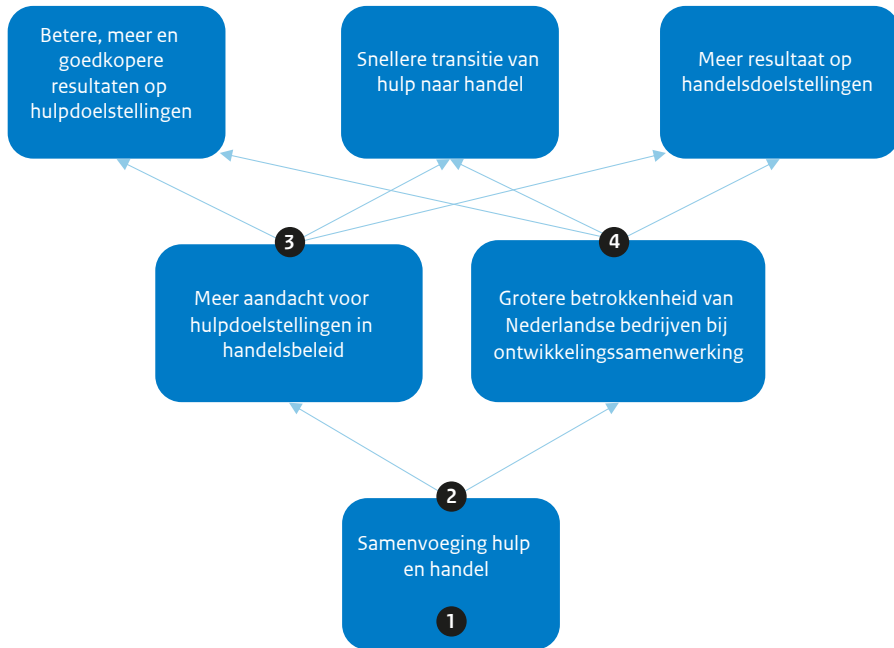 Betere, meer en
goedkopere
resultaten op
hulpdoelstellingen
Snellere transitie van
hulp naar handel
Meer resultaat op
handelsdoelstellingen
3
4
Meer aandacht voor
hulpdoelstellingen in
handelsbeleid
Grotere betrokkenheid van
Nederlandse bedrijven bij
ontwikkelingssamenwerking
2
Samenvoeging hulp
en handel
1